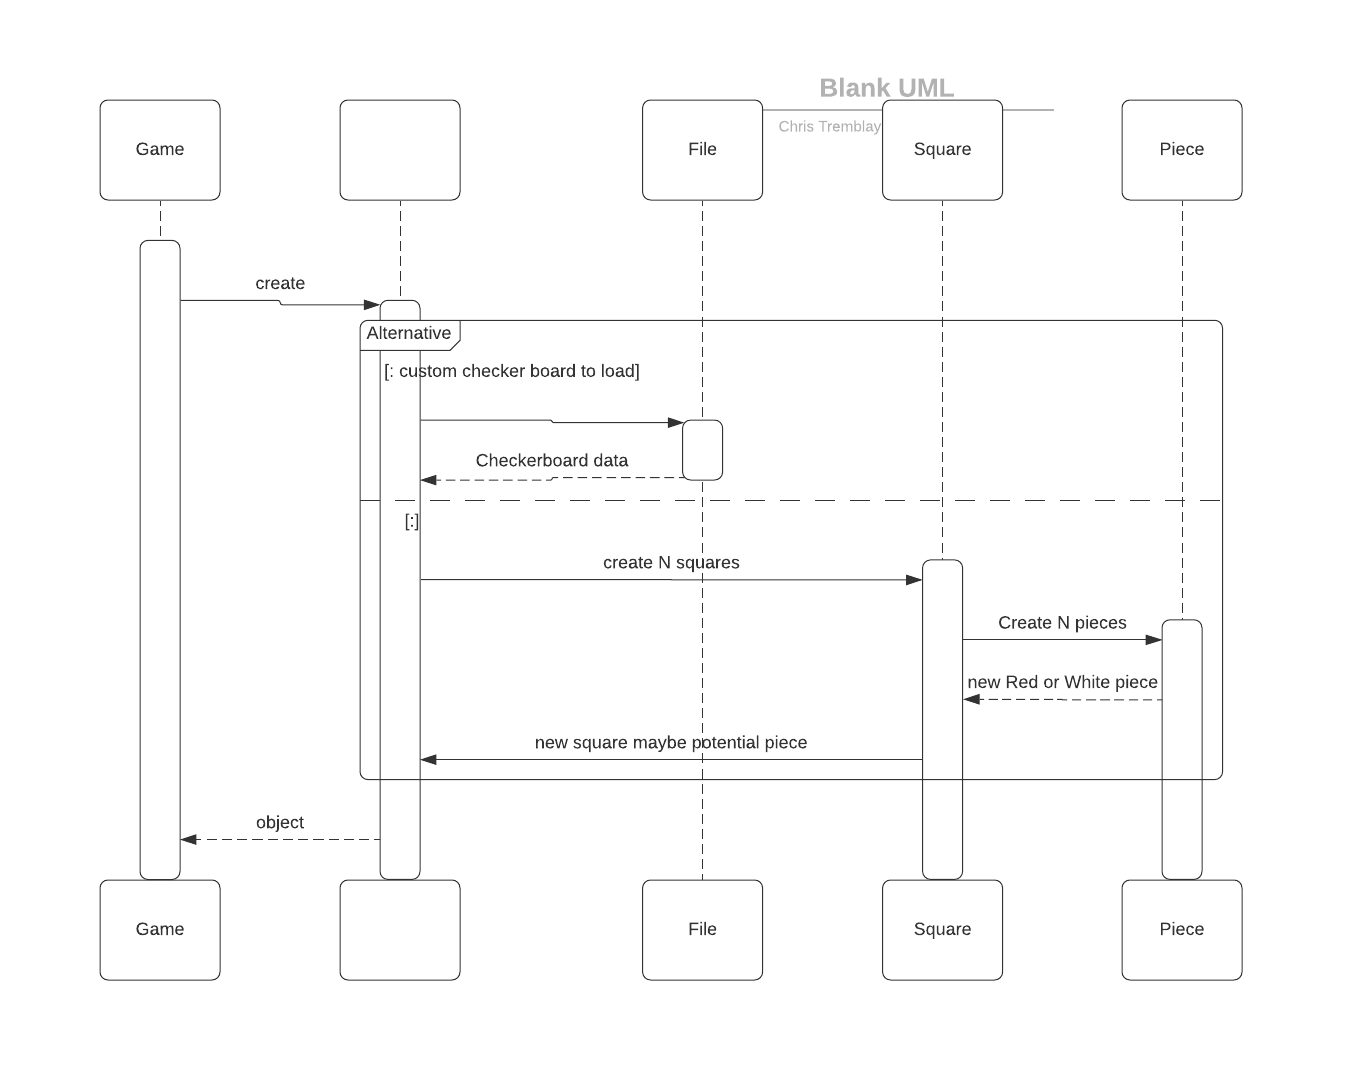 Blank UML
Chris Tremblay
Game
File
Square
Piece
create
Alternative
[: custom checker board to load]
Checkerboard data
[:]
create N squares
Create N pieces
new Red or White piece
new square maybe potential piece
object
Game
File
Square
Piece